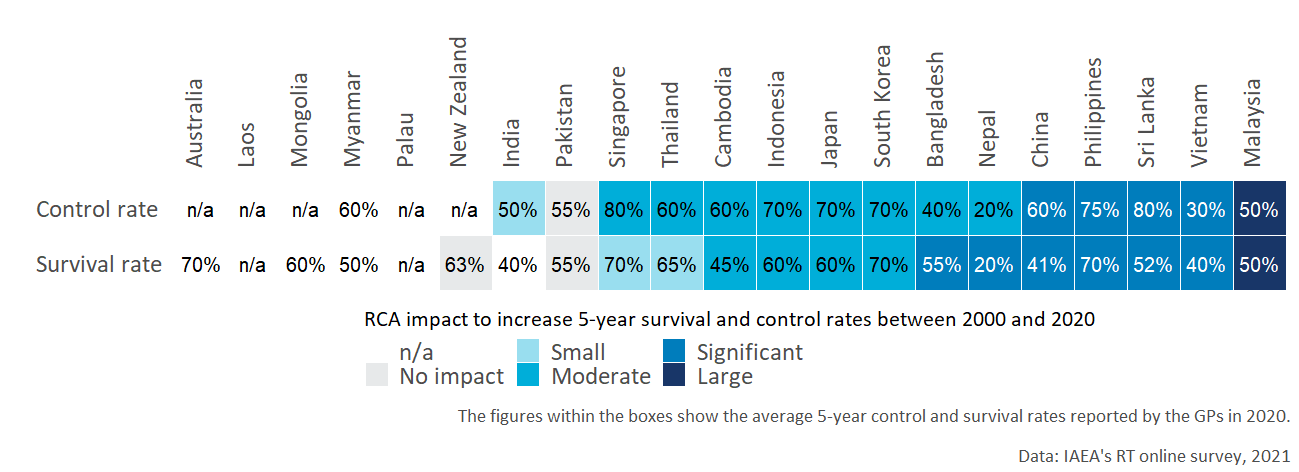 Australia Laos Mongolia Myanmar Palau New Zealand India Pakistan Singapore Thailand Cambodia Indonesia Japan South Korea Bangladesh Nepal China Philippines Sri Lanka Vietnam Malaysia
Control rate n/a n/a n/a 60% n/a n/a 50% 55% 80% 60% 60% 70% 70% 70% 40% 20% 60% 75% 80% 30% 50%
Survival rate 70% n/a 60% 50% n/a 63% 40% 55% 70% 65% 45% 60% 60% 70% 55% 20% 41% 70% 52% 40% 50%
RCA impact to increase 5-year survival and control rates between 2000 and 2020
n/a Small Significant
No impact Moderate Large
The figures within the boxes show the average 5-year control and survival rates reported by the GPs in 2020.
Data: IAEA's RT online survey, 2021